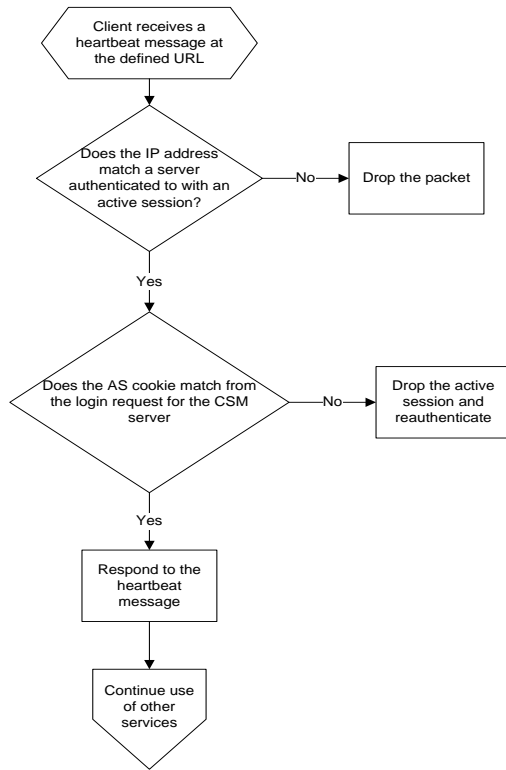 Client receives a
heartbeat message at
the defined URL
Does the IP address
match a server
authenticated to with an
active session?
No
Drop the packet
Yes
Does the AS cookie match from
the login request for the CSM
server
No
Drop the active
session and
reauthenticate
Yes
Respond to the
heartbeat
message
Continue use
of other
services